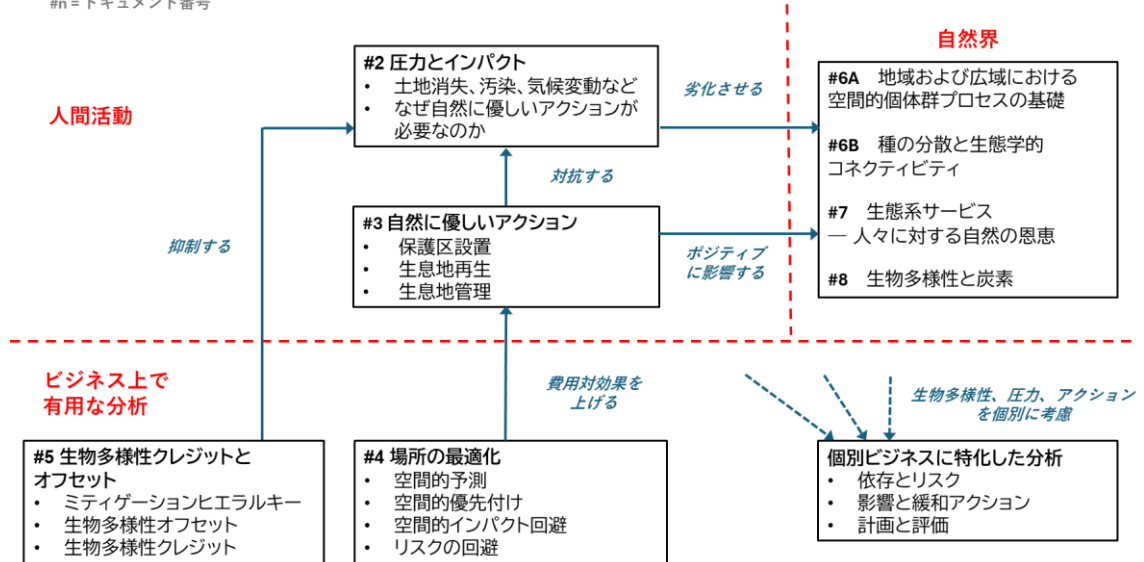 #n = ドキュメント番号
人間活動
自然界
#2 圧力とインパクト
• 土地消失、汚染、気候変動など
• なぜ自然に優しいアクションが
必要なのか
劣化させる
#6A 地域および広域における
空間的個体群プロセスの基礎
#6B 種の分散と生態学的
コネクティビティ
#7 生態系サービス
― 人々に対する自然の恩恵
#8 生物多様性と炭素
対抗する
抑制する
#3 自然に優しいアクション
• 保護区設置
• 生息地再生
• 生息地管理
ポジティブ
に影響する
ビジネス上で
有用な分析
費用対効果を
上げる
生物多様性、圧力、アクション
を個別に考慮
#5 生物多様性クレジットと
オフセット
• ミティゲーションヒエラルキー
• 生物多様性オフセット
• 生物多様性クレジット
#4 場所の最適化
• 空間的予測
• 空間的優先付け
• 空間的インパクト回避
• リスクの回避
個別ビジネスに特化した分析
• 依存とリスク
• 影響と緩和アクション
• 計画と評価